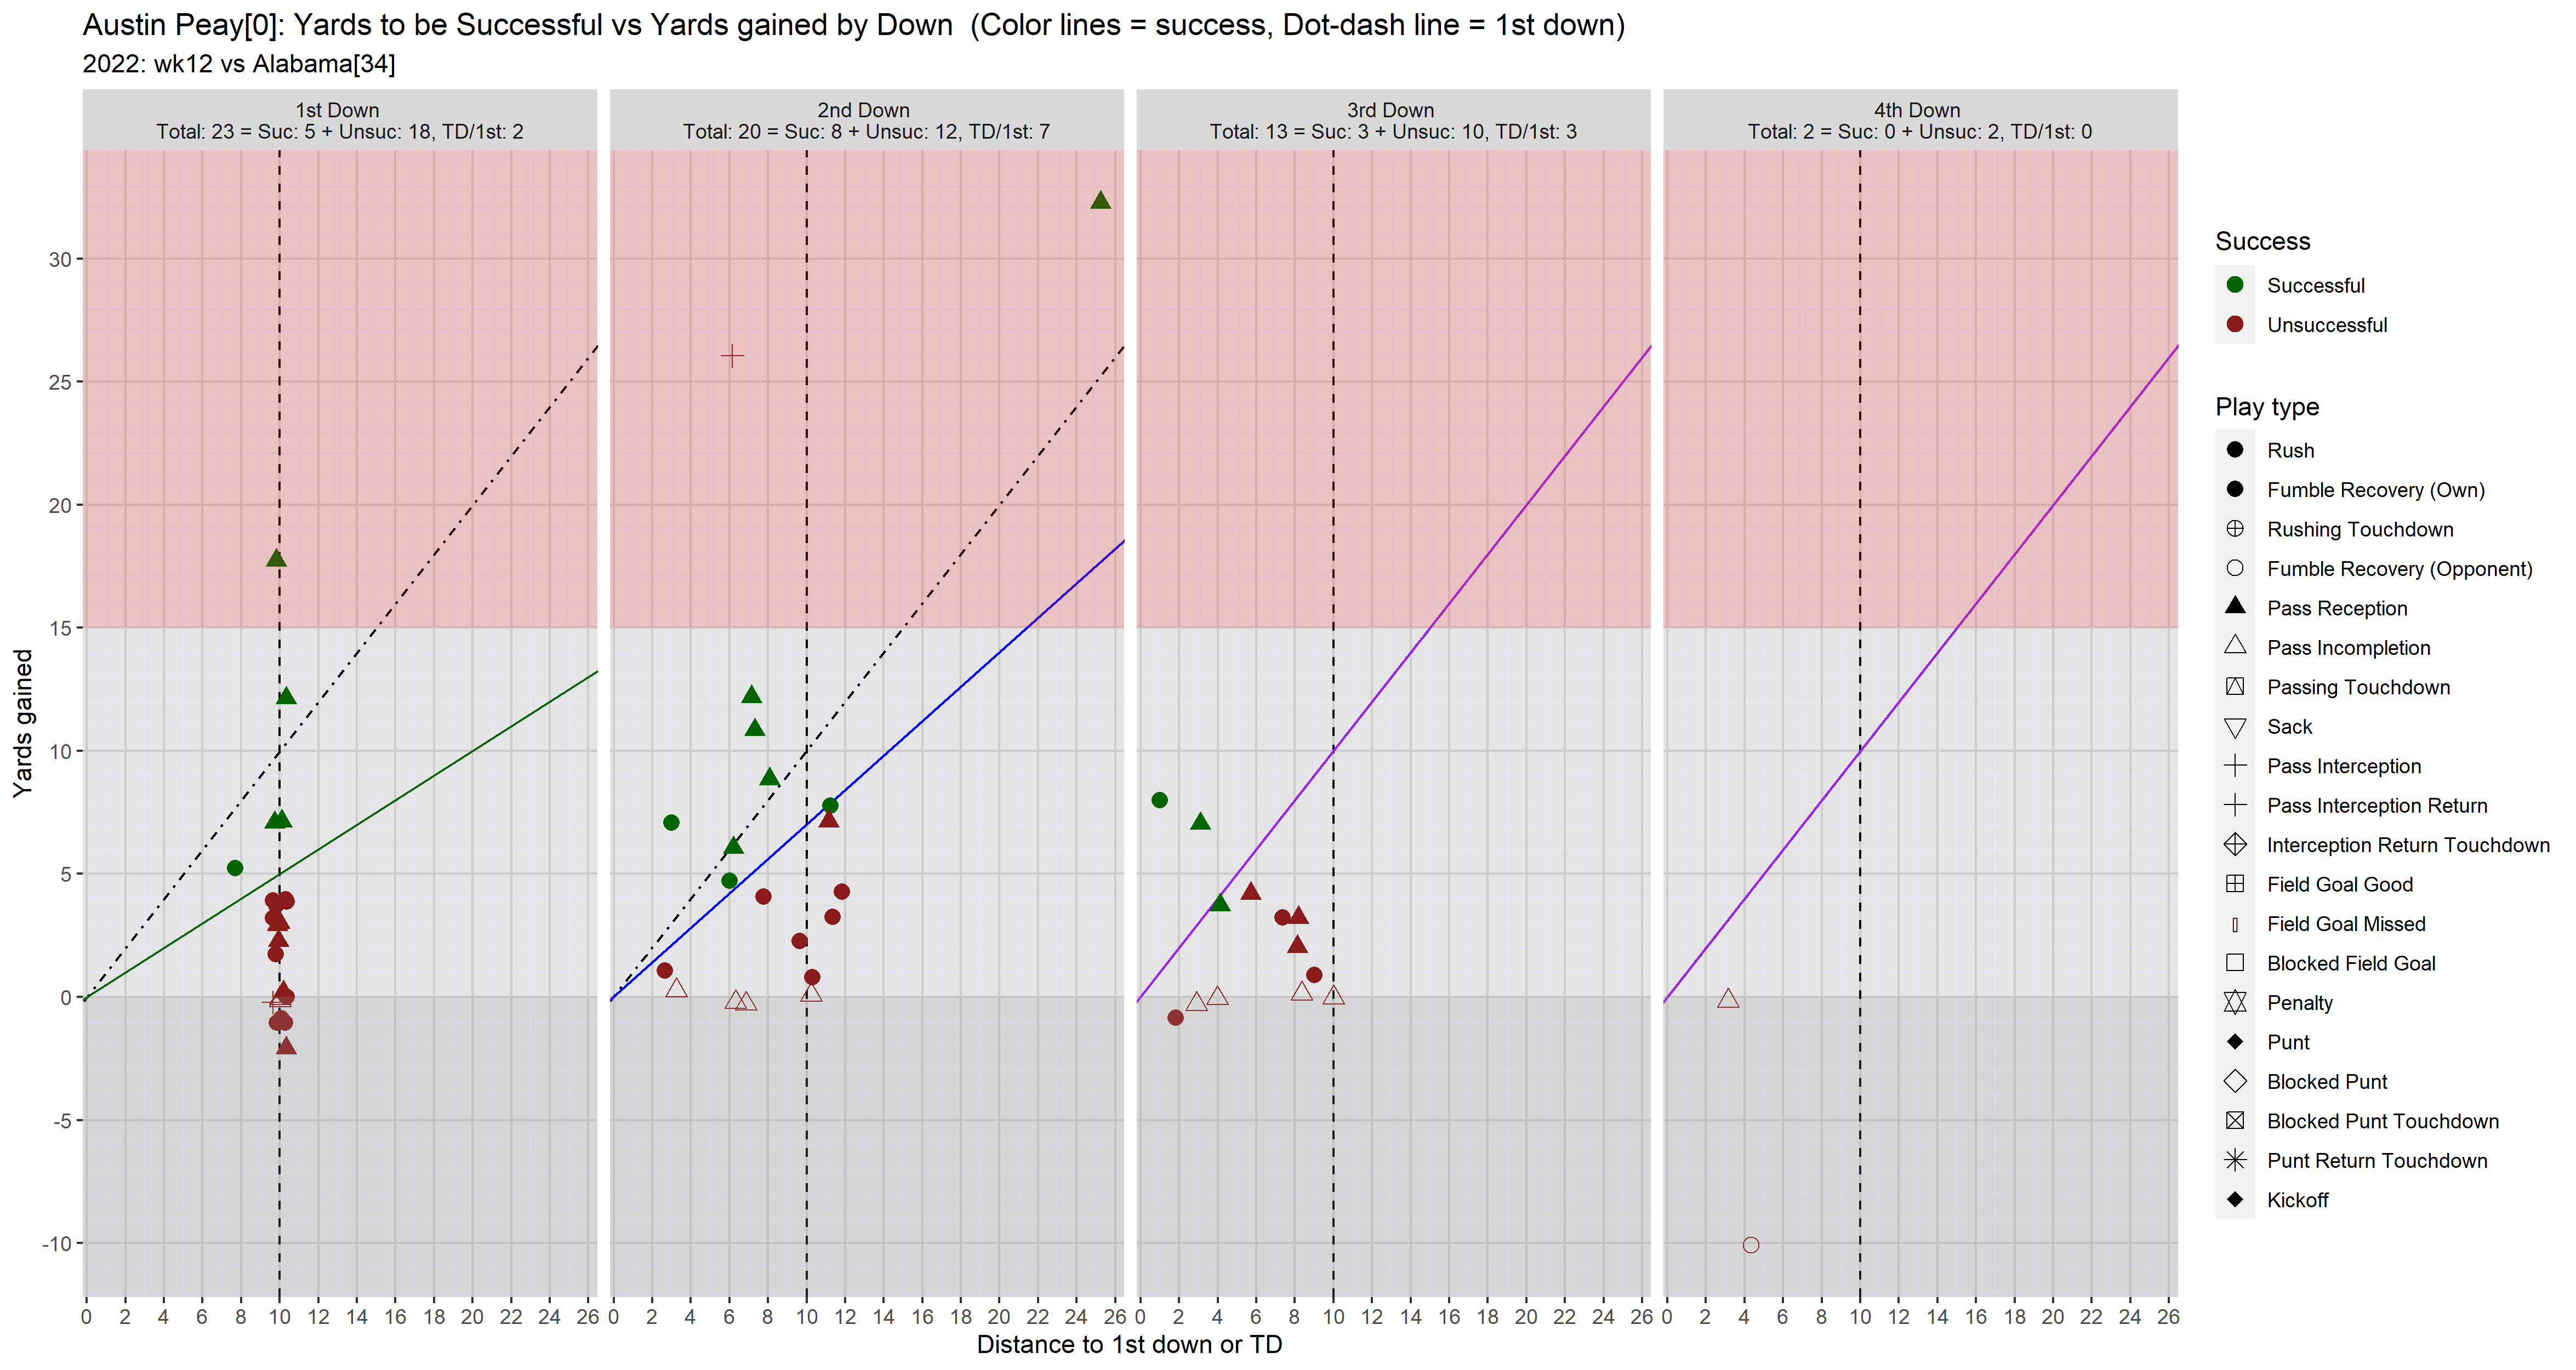 Austin Peay[0]: Yards to be Successful vs Yards gained by Down  (Color lines = success, Dot-dash line = 1st down)
2022: wk12 vs Alabama[34]
1st Down
Total: 23 = Suc: 5 + Unsuc: 18, TD/1st: 2
2nd Down
Total: 20 = Suc: 8 + Unsuc: 12, TD/1st: 7
3rd Down
Total: 13 = Suc: 3 + Unsuc: 10, TD/1st: 3
4th Down
Total: 2 = Suc: 0 + Unsuc: 2, TD/1st: 0
Yards gained
30
25
20
15
10
5
0
-5
-10
0 2 4 6 8 10 12 14 16 18 20 22 24 26
0 2 4 6 8 10 12 14 16 18 20 22 24 26
0 2 4 6 8 10 12 14 16 18 20 22 24 26
0 2 4 6 8 10 12 14 16 18 20 22 24 26
Distance to 1st down or TD
Success
Successful
Unsuccessful
Play type
Rush
Fumble Recovery (Own)
Rushing Touchdown
Fumble Recovery (Opponent)
Pass Reception
Pass Incompletion
Passing Touchdown
Sack
Pass Interception
Pass Interception Return
Interception Return Touchdown
Field Goal Good
Field Goal Missed
Blocked Field Goal
Penalty
Punt
Blocked Punt
Blocked Punt Touchdown
Punt Return Touchdown
Kickoff